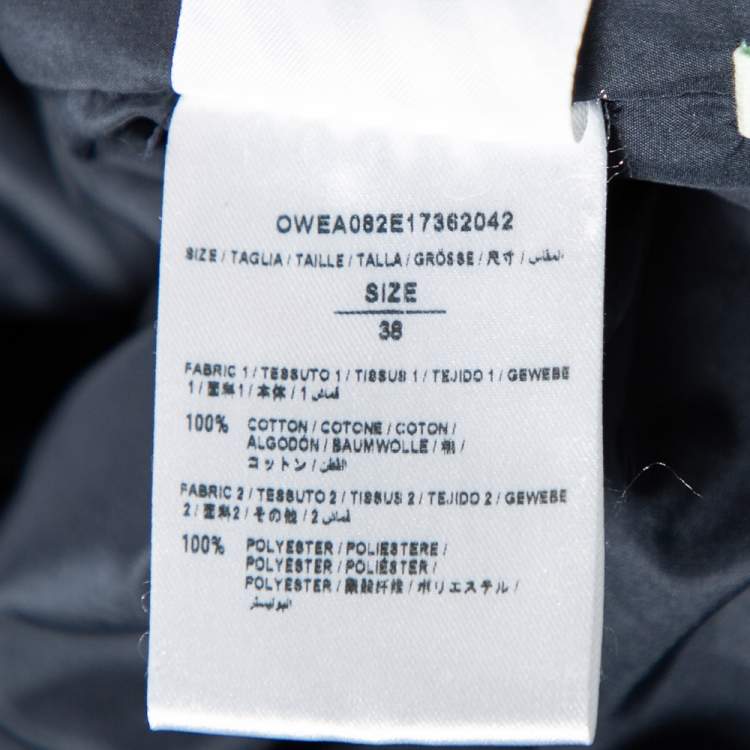 OWEA082E17362042
SIZE / TAGLIA / TAILLE / TALLA / GRÖSSE / 尺寸 / المقاس
SIZE
38
FABRIC 1 / TESSUTO 1 / TISSUS 1 / TEJIDO 1 / GEWEBE
1 / 面料1 / 本体 / 1 قماش
100% COTTON / COTONE / COTON /
ALGODÓN / BAUMWOLLE / 棉 /
コットン / القطن
FABRIC 2 / TESSUTO 2 / TISSUS 2 / TEJIDO 2 / GEWEBE
2 / 面料2 / その他 / 2 قماش
100% POLYESTER / POLIESTERE /
POLYESTER / POLIÉSTER /
POLYESTER / 聚酯纤维 / ポリエステル /
البوليستر